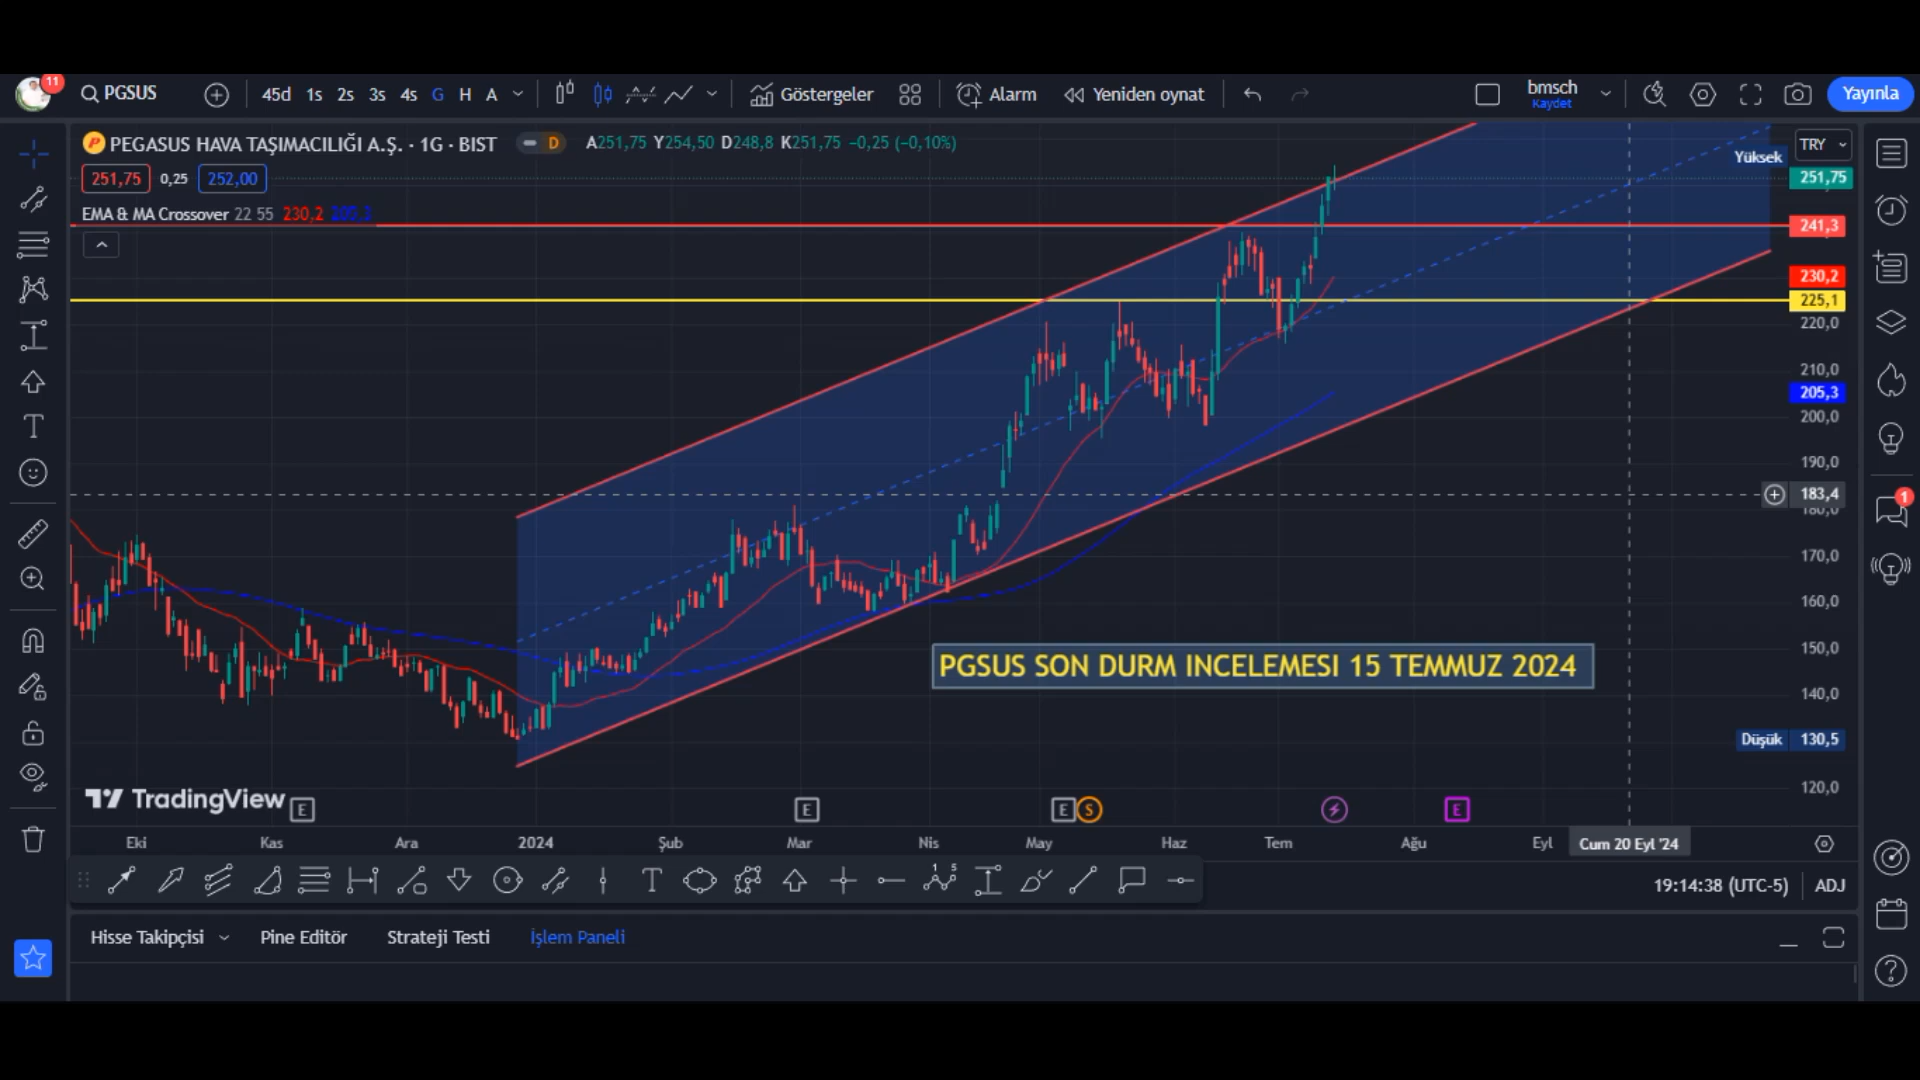 11
PGSUS
45d 1s 2s 3s 4s G H A
Göstergeler
Alarm
Yeniden oynat
bmsch
Kaydet
Yayınla
PEGASUS HAVA TAŞIMACILIĞI A.Ş. · 1G · BIST
D
A251,75 Y254,50 D248,8 K251,75 −0,25 (−0,10%)
TRY
Yüksek
251,75
251,75 0,25 252,00
EMA & MA Crossover 22 55 230,2 205,3
241,3
230,2
225,1
220,0
210,0
205,3
200,0
190,0
183,4
180,0
170,0
160,0
150,0
PGSUS SON DURM INCELEMESI 15 TEMMUZ 2024
140,0
Düşük 130,5
120,0
TradingView
E E E S E
Eki Kas Ara 2024 Şub Mar Nis May Haz Tem Ağu Eyl Cum 20 Eyl '24
19:14:38 (UTC-5) ADJ
Hisse Takipçisi Pine Editör Strateji Testi İşlem Paneli
1